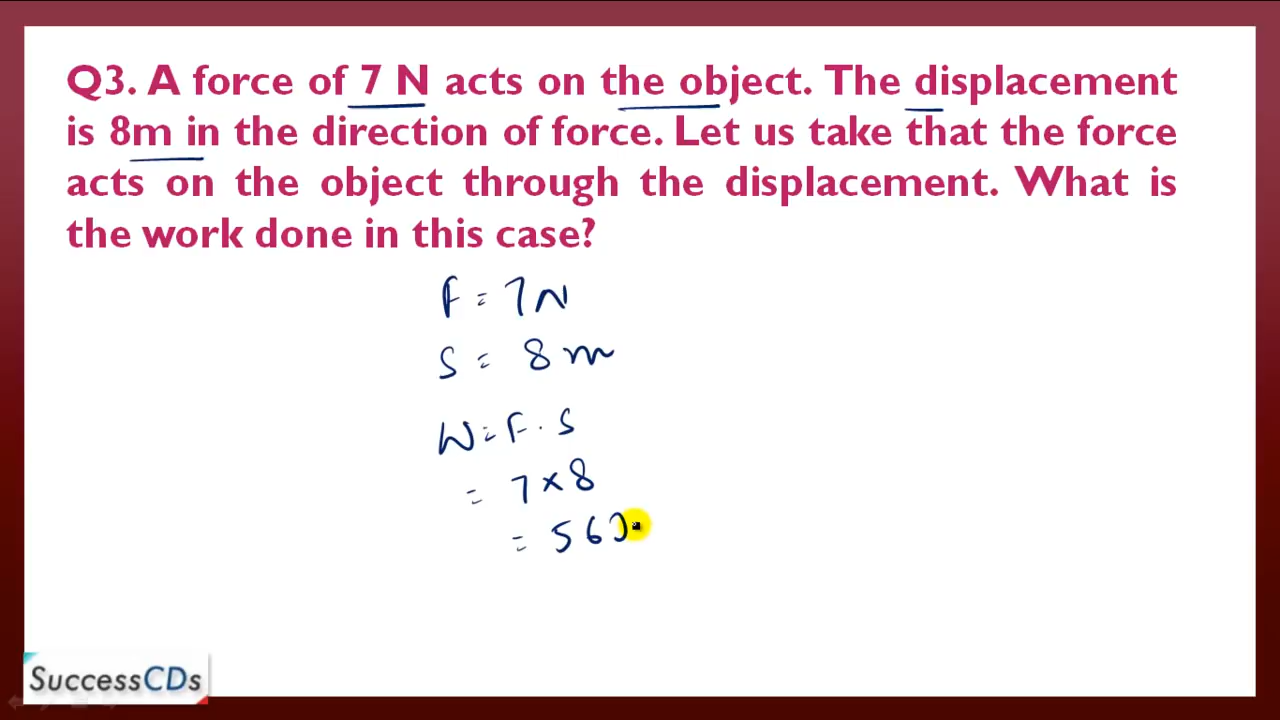 Q3. A force of 7 N acts on the object. The displacement
is 8m in the direction of force. Let us take that the force
acts on the object through the displacement. What is
the work done in this case?
F = 7N
S = 8m
W = F . S
= 7 × 8
= 56J
SuccessCDs